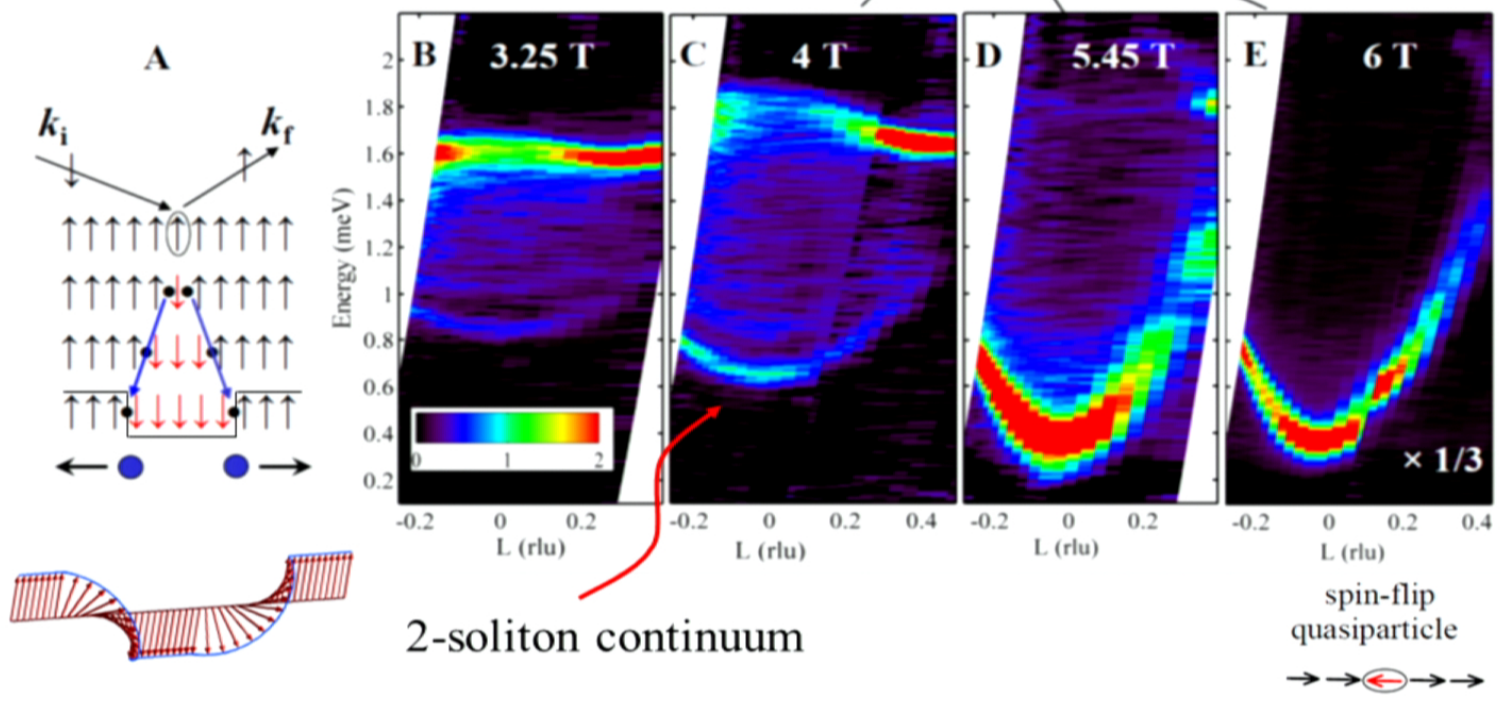 A
B
3.25 T
C
4 T
D
5.45 T
E
6 T
ki
kf
Energy (meV)
2
1.8
1.6
1.4
1.2
1
0.8
0.6
0.4
0.2
0
1
2
× 1/3
-0.2
0
0.2
-0.2
0
0.2
0.4
-0.2
0
0.2
-0.2
0
0.2
0.4
L (rlu)
L (rlu)
L (rlu)
L (rlu)
2-soliton continuum
spin-flip
quasiparticle